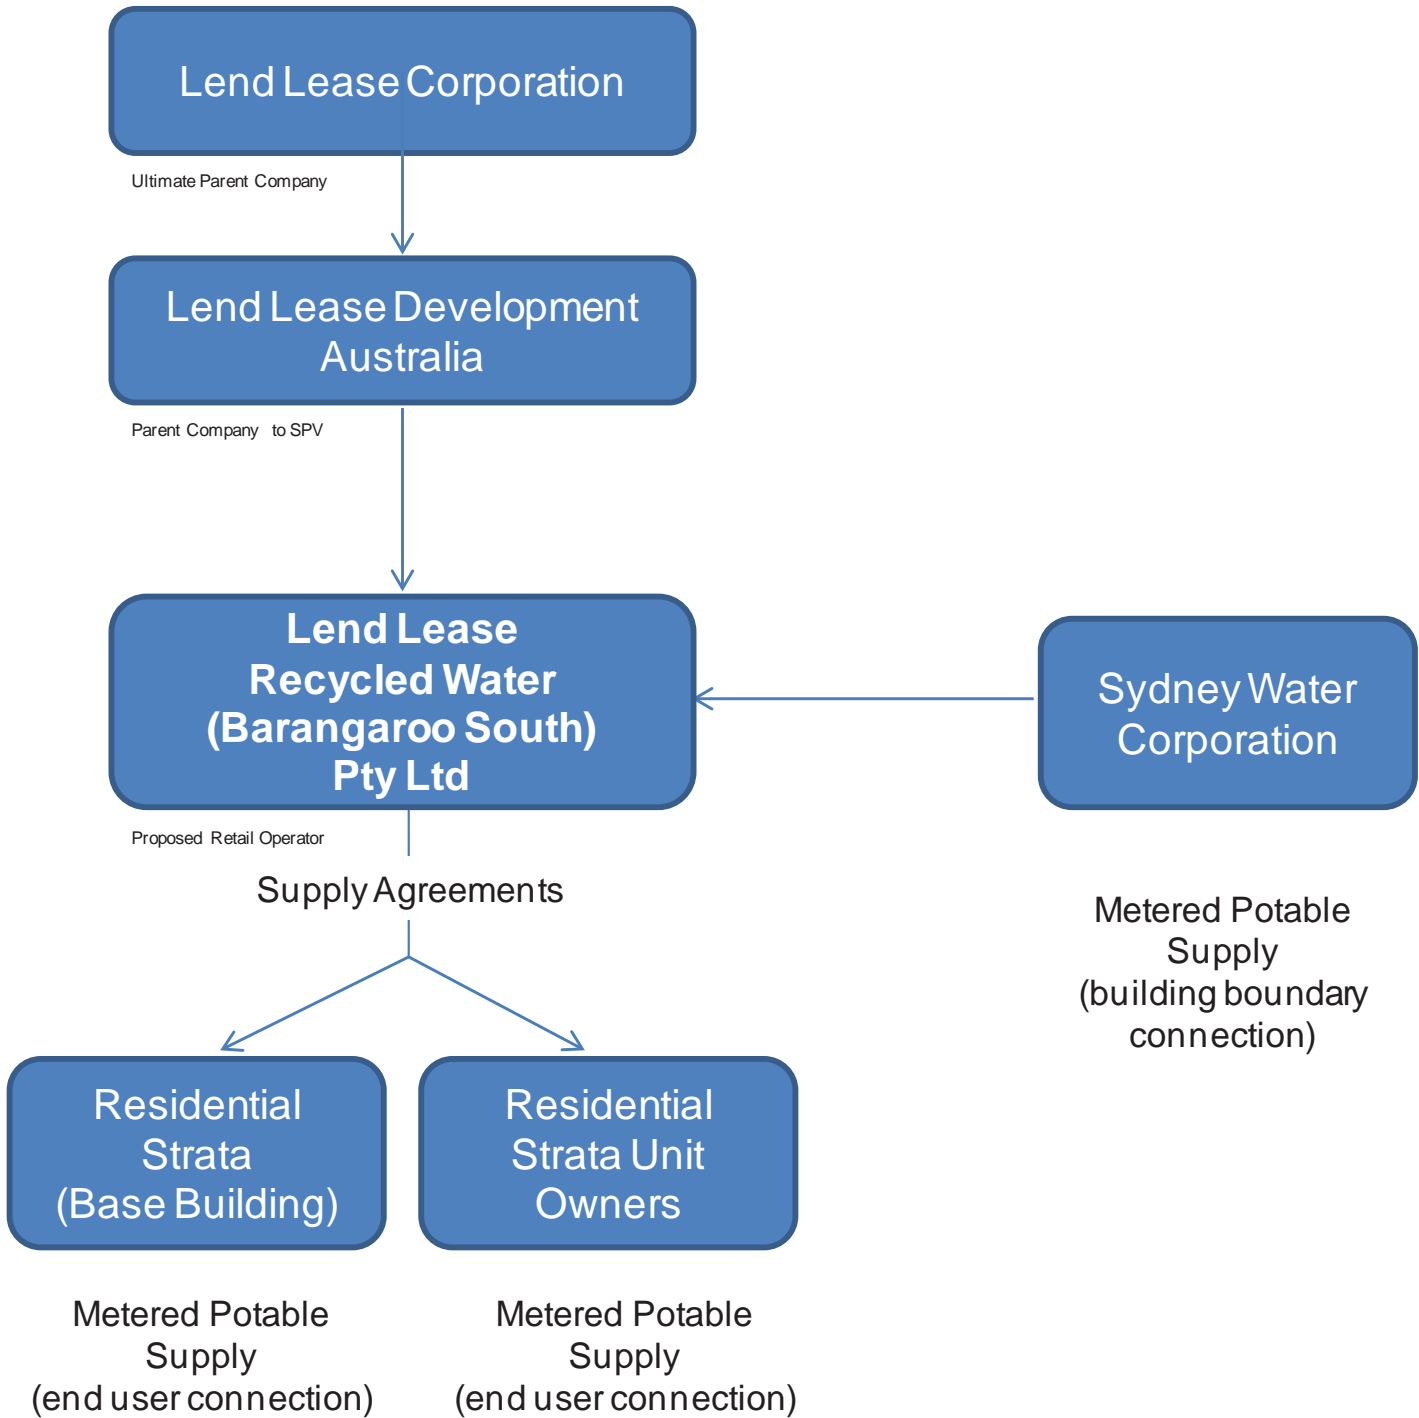 Lend Lease Corporation
Ultimate Parent Company
Lend Lease Development
Australia
Parent Company to SPV
Lend Lease
Recycled Water
(Barangaroo South)
Pty Ltd
Proposed Retail Operator
Sydney Water
Corporation
Metered Potable
Supply
(building boundary
connection)
Supply Agreements
Residential
Strata
(Base Building)
Metered Potable
Supply
(end user connection)
Residential
Strata Unit
Owners
Metered Potable
Supply
(end user connection)